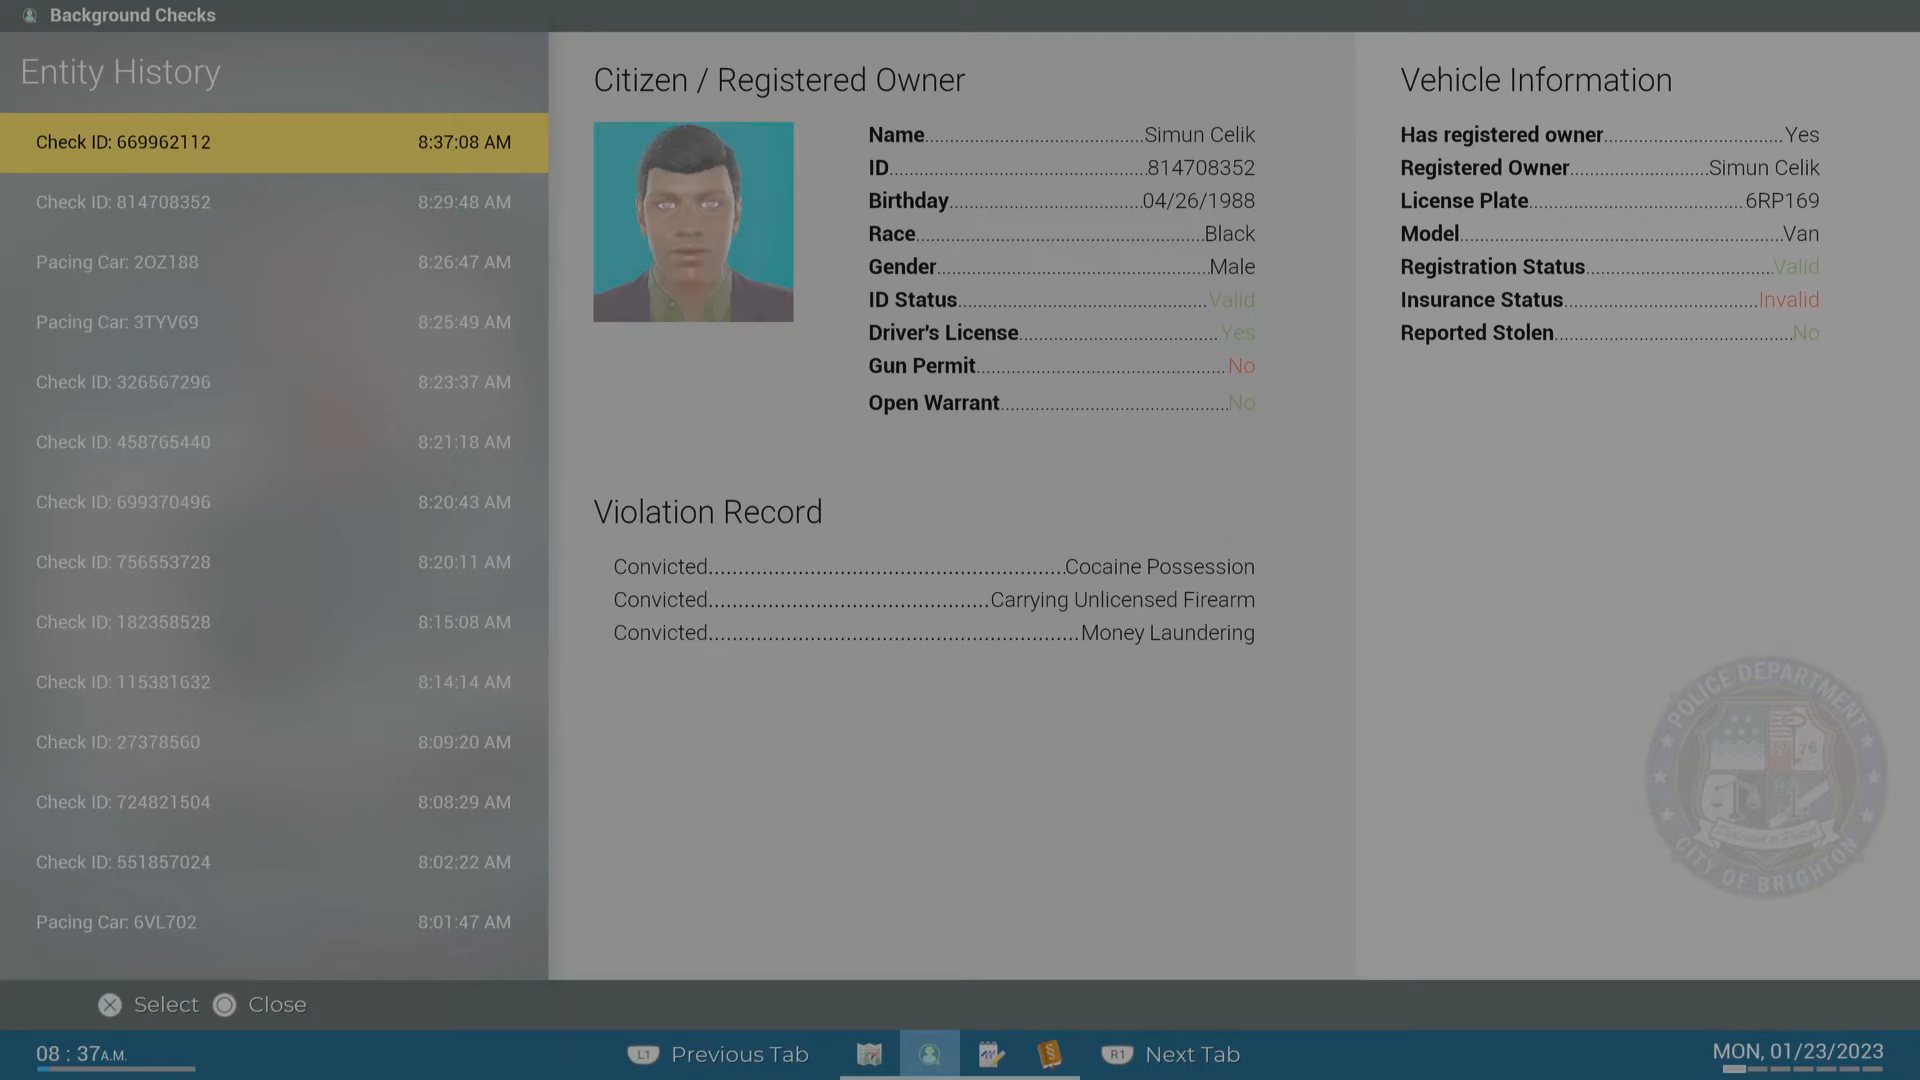 Background Checks
Entity History
Check ID: 669962112 8:37:08 AM
Check ID: 814708352 8:29:48 AM
Pacing Car: 2OZ188 8:26:47 AM
Pacing Car: 3TYV69 8:25:49 AM
Check ID: 326567296 8:23:37 AM
Check ID: 458765440 8:21:18 AM
Check ID: 699370496 8:20:43 AM
Check ID: 756553728 8:20:11 AM
Check ID: 182358528 8:15:08 AM
Check ID: 115381632 8:14:14 AM
Check ID: 27378560 8:09:20 AM
Check ID: 724821504 8:08:29 AM
Check ID: 551857024 8:02:22 AM
Pacing Car: 6VL702 8:01:47 AM
Citizen / Registered Owner
Name Simun Celik
ID 814708352
Birthday 04/26/1988
Race Black
Gender Male
ID Status Valid
Driver's License Yes
Gun Permit No
Open Warrant No
Violation Record
Convicted Cocaine Possession
Convicted Carrying Unlicensed Firearm
Convicted Money Laundering
Vehicle Information
Has registered owner Yes
Registered Owner Simun Celik
License Plate 6RP169
Model Van
Registration Status Valid
Insurance Status Invalid
Reported Stolen No
POLICE DEPARTMENT
17 76
CITY OF BRIGHTON
Select Close
08 : 37 A.M.
L1 Previous Tab
R1 Next Tab
MON, 01/23/2023